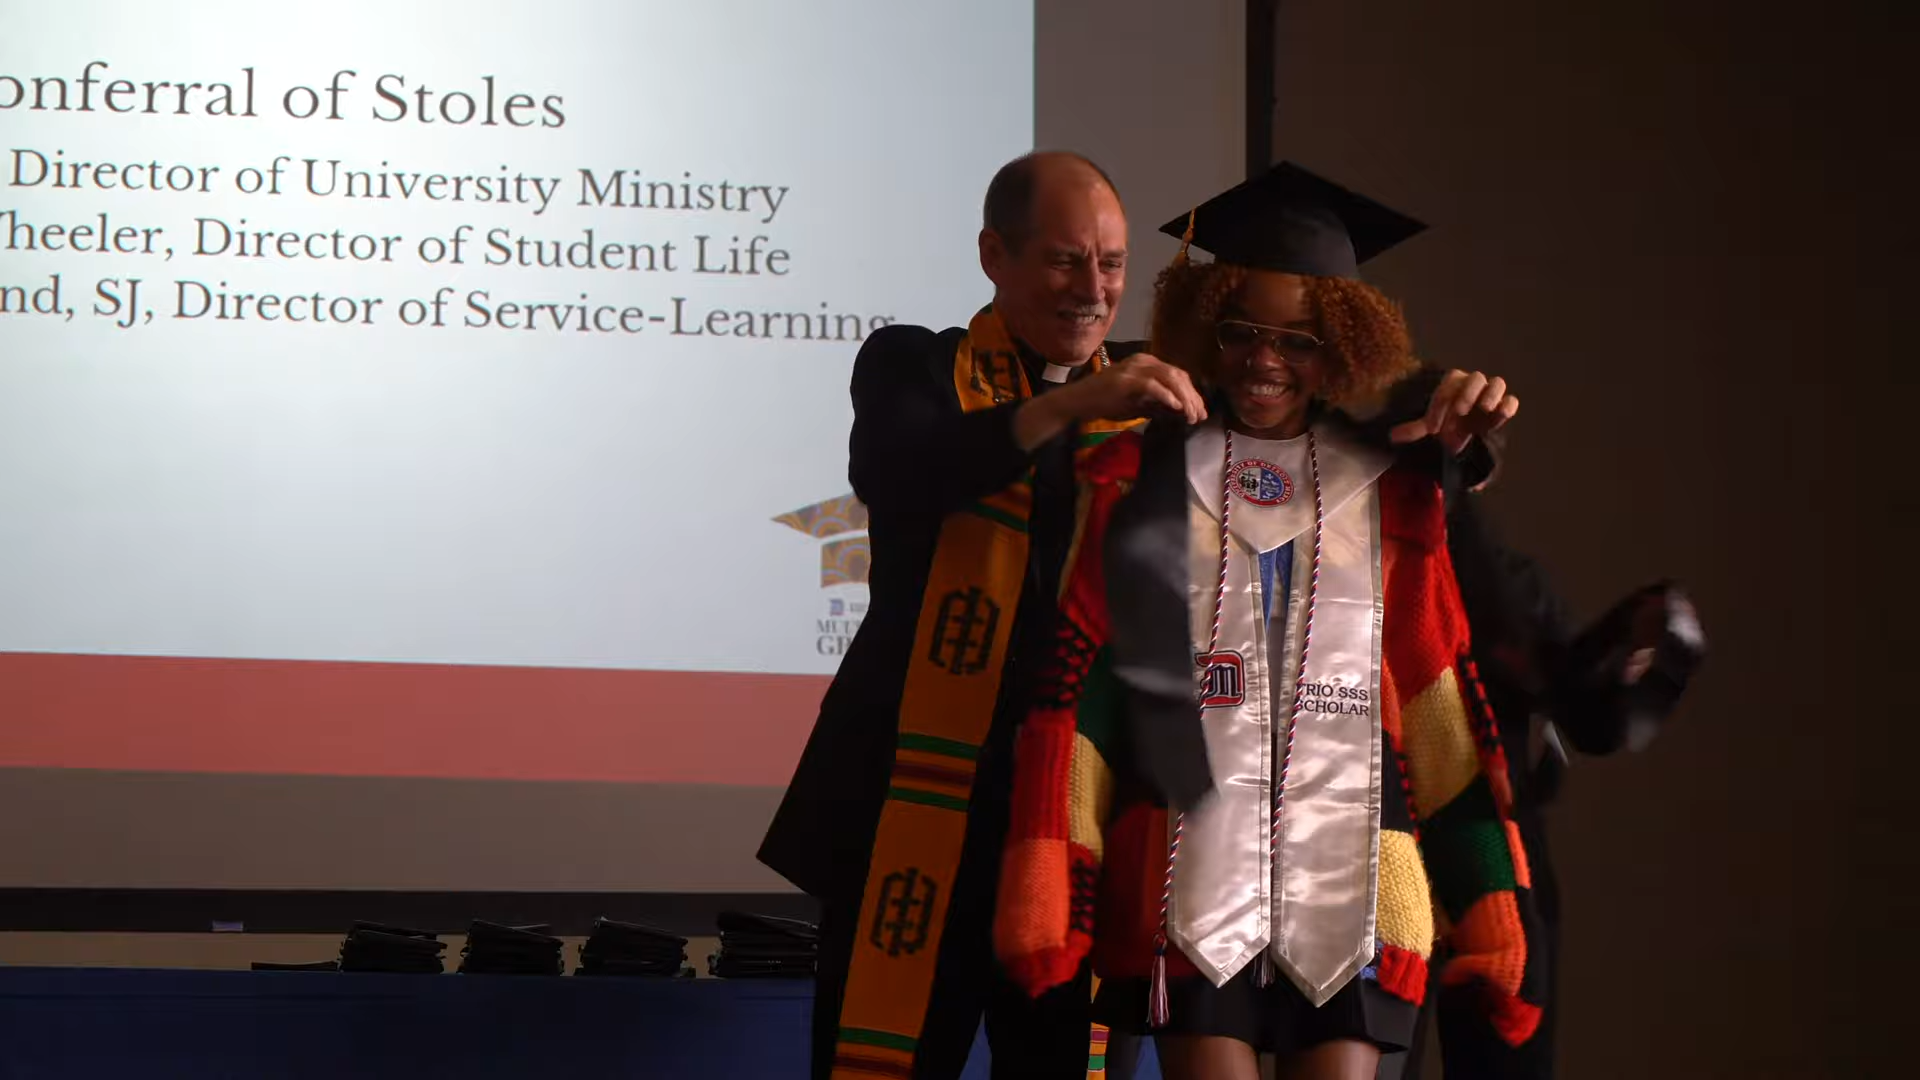 onferral of Stoles
Director of University Ministry
heeler, Director of Student Life
nd, SJ, Director of Service-Learning
TRIO SSS
SCHOLAR